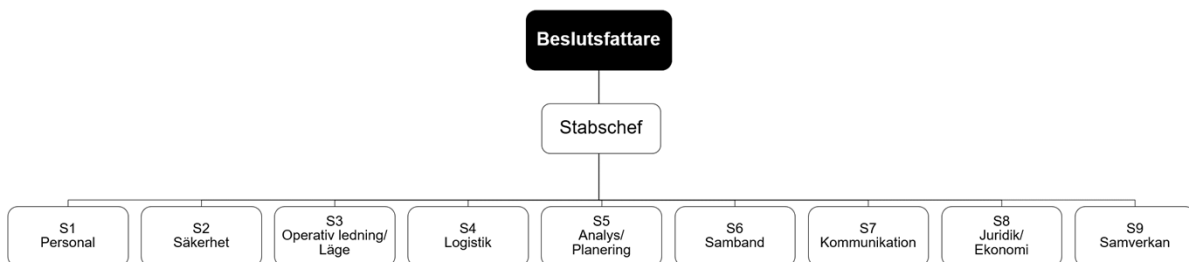 Beslutsfattare
Stabschef
S1
Personal
S2
Säkerhet
S3
Operativ ledning/
Läge
S4
Logistik
S5
Analys/
Planering
S6
Samband
S7
Kommunikation
S8
Juridik/
Ekonomi
S9
Samverkan